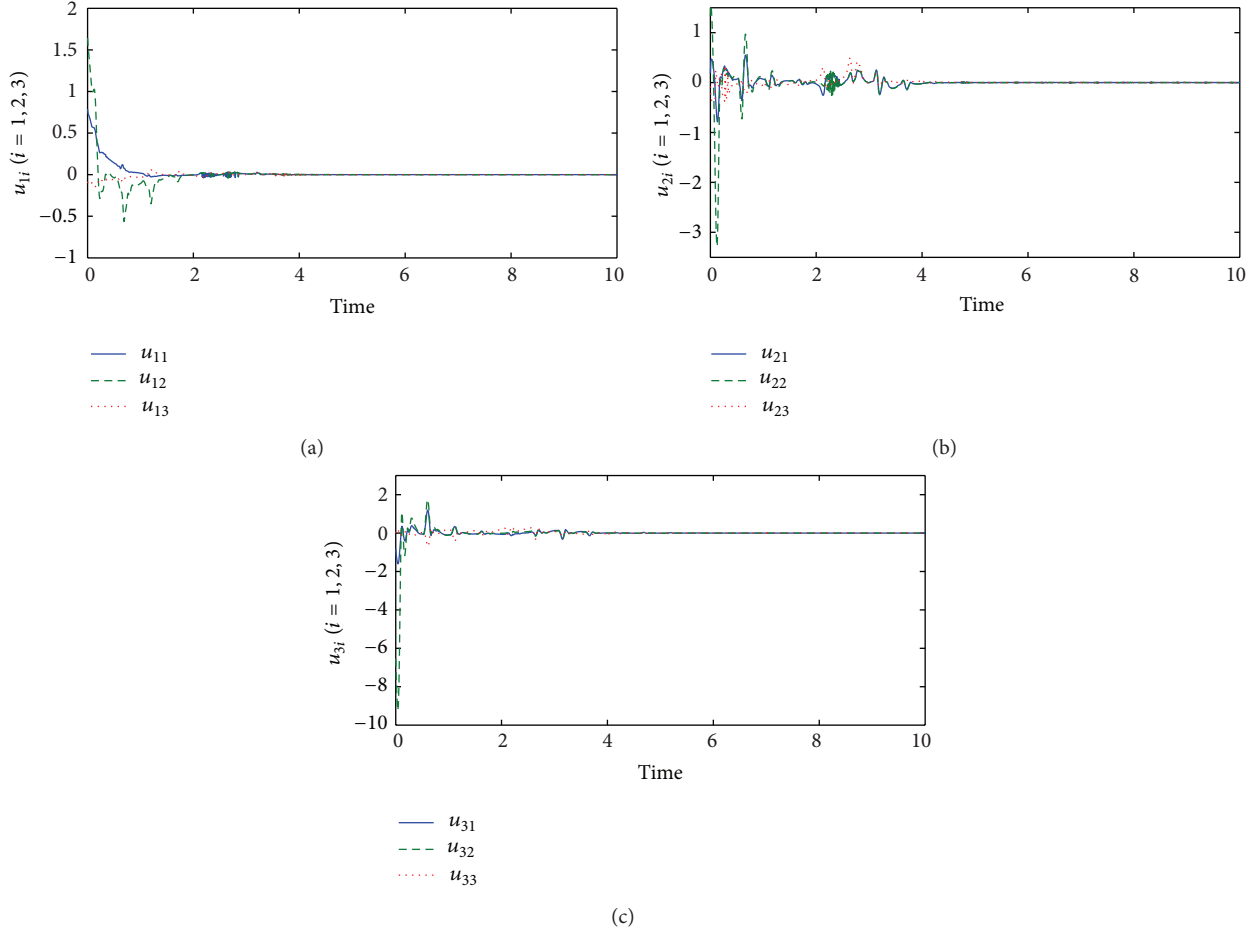 2
1.5
1
0.5
0
−0.5
−1
u₁ᵢ (i = 1, 2, 3)
0 2 4 6 8 10
Time
u₁₁
u₁₂
u₁₃
(a)
1
0
−1
−2
−3
u₂ᵢ (i = 1, 2, 3)
0 2 4 6 8 10
Time
u₂₁
u₂₂
u₂₃
(b)
2
0
−2
−4
−6
−8
−10
u₃ᵢ (i = 1, 2, 3)
0 2 4 6 8 10
Time
u₃₁
u₃₂
u₃₃
(c)